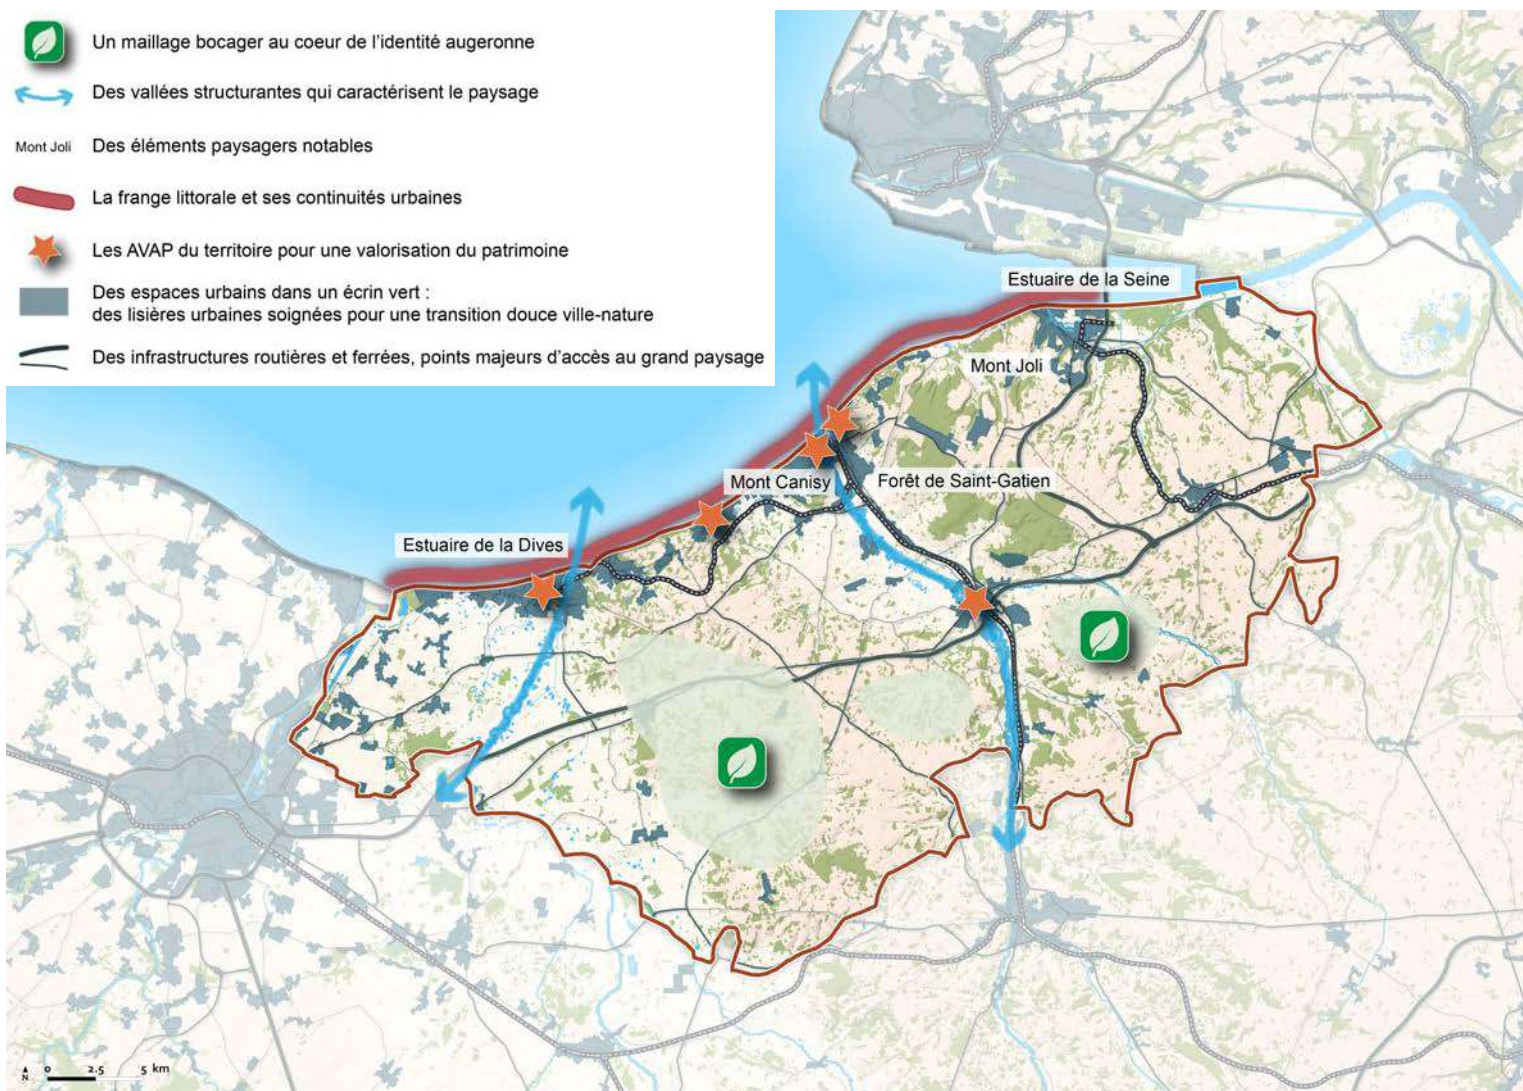 Un maillage bocager au coeur de l'identité augeronne
Des vallées structurantes qui caractérisent le paysage
Mont Joli Des éléments paysagers notables
La frange littorale et ses continuités urbaines
Les AVAP du territoire pour une valorisation du patrimoine
Des espaces urbains dans un écrin vert :
des lisières urbaines soignées pour une transition douce ville-nature
Des infrastructures routières et ferrées, points majeurs d'accès au grand paysage
Estuaire de la Seine
Mont Joli
Mont Canisy
Forêt de Saint-Gatien
Estuaire de la Dives
N 0 2.5 5 km